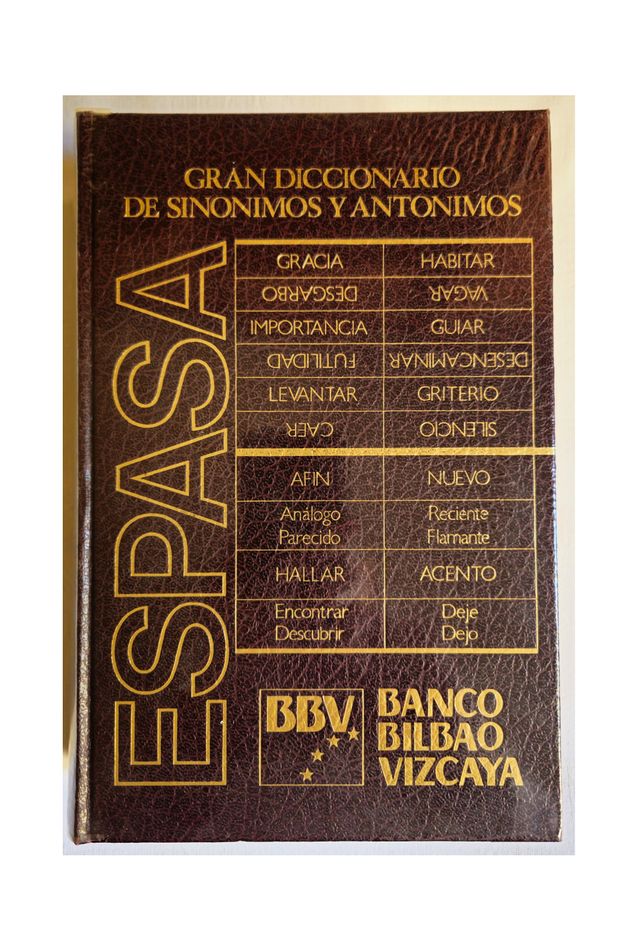 GRAN DICCIONARIO
DE SINONIMOS Y ANTONIMOS
ESPASA
GRACIA HABITAR
DESGARBO VAGAR
IMPORTANCIA GUIAR
FUTILIDAD DESENCAMINAR
LEVANTAR GRITERIO
CAER SILENCIO
AFIN NUEVO
Análogo Reciente
Parecido Flamante
HALLAR ACENTO
Encontrar Deje
Descubrir Dejo
BBV
BANCO
BILBAO
VIZCAYA